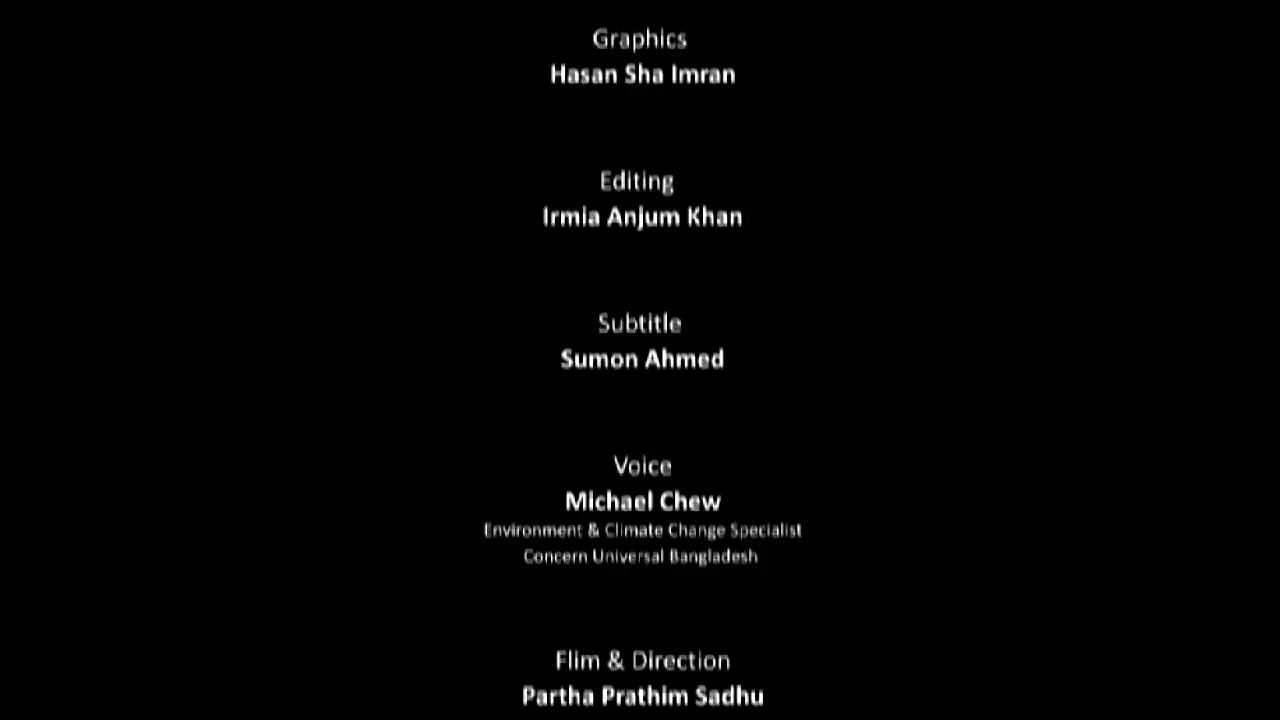 Graphics
Hasan Sha Imran
Editing
Irmia Anjum Khan
Subtitle
Sumon Ahmed
Voice
Michael Chew
Environment & Climate Change Specialist
Concern Universal Bangladesh
Flim & Direction
Partha Prathim Sadhu